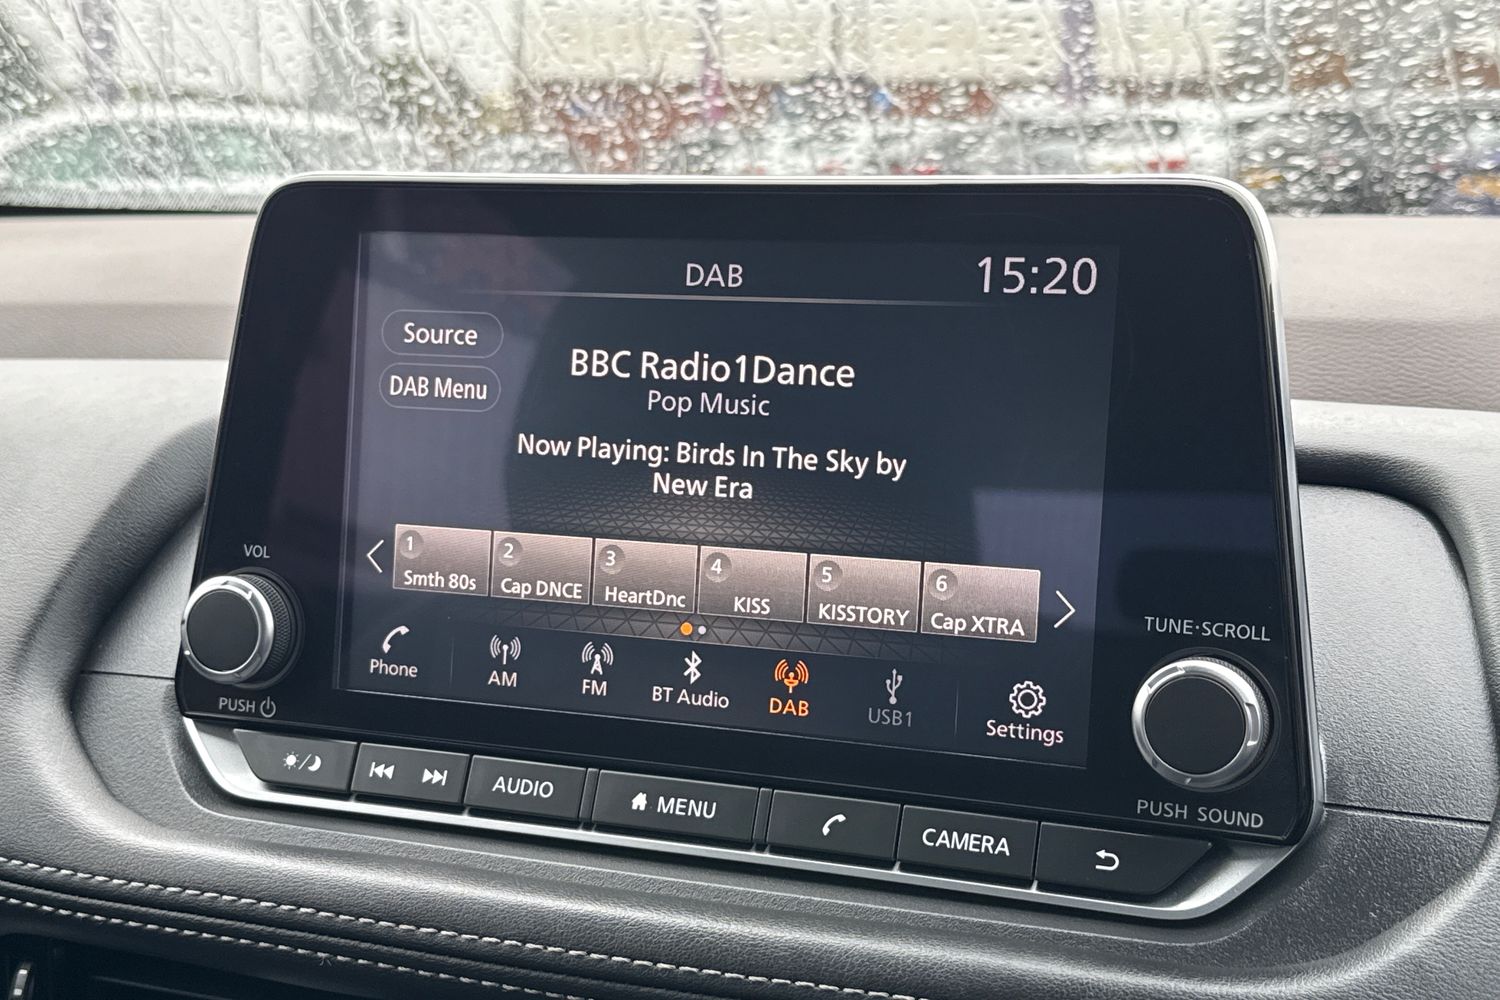 DAB
15:20
Source
DAB Menu
BBC Radio1Dance
Pop Music
Now Playing: Birds In The Sky by
New Era
1
Smth 80s
2
Cap DNCE
3
HeartDnc
4
KISS
5
KISSTORY
6
Cap XTRA
Phone
AM
FM
BT Audio
DAB
USB1
Settings
VOL
PUSH
TUNE·SCROLL
PUSH SOUND
AUDIO
MENU
CAMERA